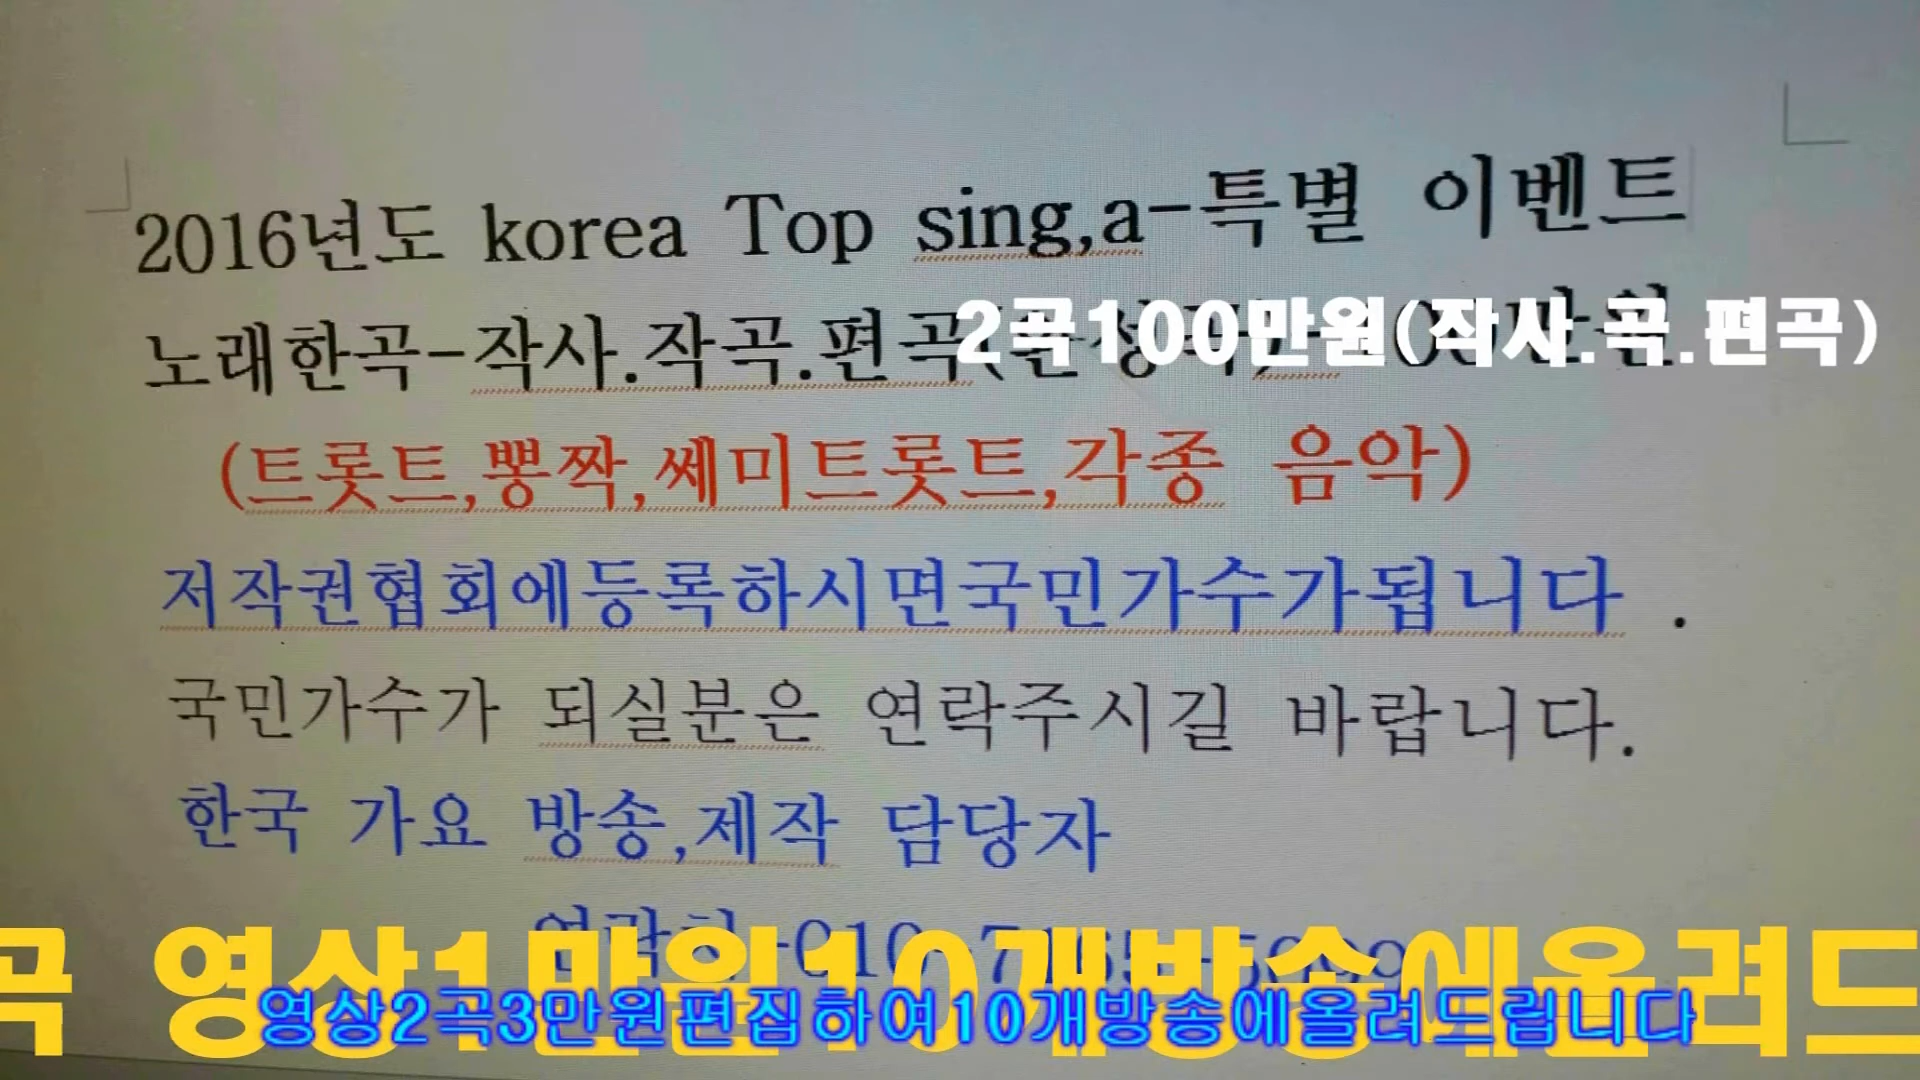 2016년도 korea Top sing,a-특별 이벤트
노래한곡-작사.작곡.편곡
2곡100만원(작사.곡.편곡)
(트롯트,뽕짝,쎄미트롯트,각종 음악)
저작권협회에등록하시면국민가수가됩니다 .
국민가수가 되실분은 연락주시길 바랍니다.
한국 가요 방송,제작 담당자
연락처-010-
곡 영상1만원10개방송에올려드
영상2곡3만원편집하여10개방송에올려드립니다